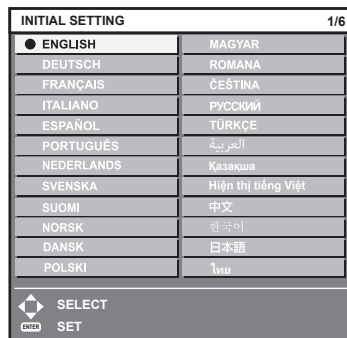 INITIAL SETTING 1/6
ENGLISH
DEUTSCH
FRANÇAIS
ITALIANO
ESPAÑOL
PORTUGUÊS
NEDERLANDS
SVENSKA
SUOMI
NORSK
DANSK
POLSKI
MAGYAR
ROMANA
ČEŠTINA
РУССКИЙ
TÜRKÇE
العربية
Қазақша
Hiện thị tiếng Việt
中文
한국어
日本語
ไทย
SELECT
ENTER SET